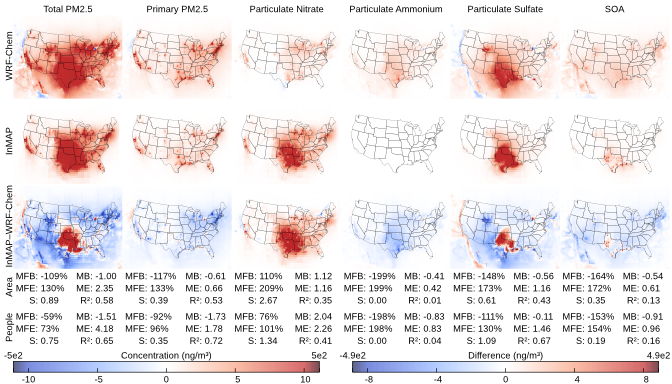 Total PM2.5 Primary PM2.5 Particulate Nitrate Particulate Ammonium Particulate Sulfate SOA
WRF-Chem
InMAP
InMAP−WRF-Chem
Area
MFB: -109% MB: -1.00 MFB: -117% MB: -0.61 MFB: 110% MB: 1.12 MFB: -199% MB: -0.41 MFB: -148% MB: -0.56 MFB: -164% MB: -0.54
MFE: 130% ME: 2.35 MFE: 133% ME: 0.66 MFE: 209% ME: 1.16 MFE: 199% ME: 0.42 MFE: 173% ME: 1.16 MFE: 172% ME: 0.61
S: 0.89 R²: 0.58 S: 0.39 R²: 0.53 S: 2.67 R²: 0.35 S: 0.00 R²: 0.01 S: 0.61 R²: 0.43 S: 0.35 R²: 0.13
People
MFB: -59% MB: -1.51 MFB: -92% MB: -1.73 MFB: 76% MB: 2.04 MFB: -198% MB: -0.83 MFB: -111% MB: -0.11 MFB: -153% MB: -0.91
MFE: 73% ME: 4.18 MFE: 96% ME: 1.78 MFE: 101% ME: 2.26 MFE: 198% ME: 0.83 MFE: 130% ME: 1.46 MFE: 154% ME: 0.96
S: 0.75 R²: 0.65 S: 0.35 R²: 0.72 S: 1.34 R²: 0.41 S: 0.00 R²: 0.04 S: 1.09 R²: 0.67 S: 0.19 R²: 0.16
-5e2 Concentration (ng/m³) 5e2 -4.9e2 Difference (ng/m³) 4.9e2
-10 -5 0 5 10 -8 -4 0 4 8